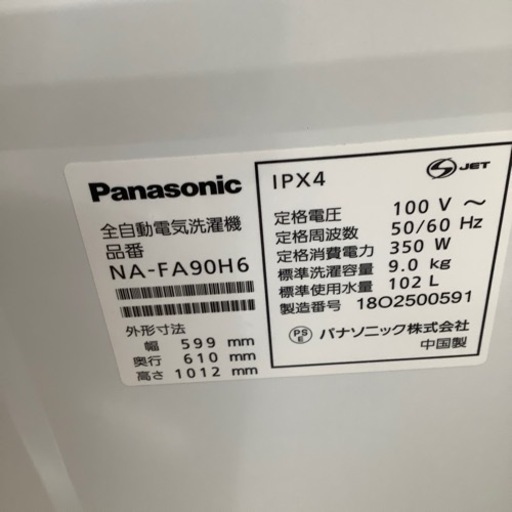 Panasonic
全自動電気洗濯機
品番
NA-FA90H6
外形寸法
幅 599 mm
奥行 610 mm
高さ 1012 mm
IPX4
S JET
定格電圧 100 V ～
定格周波数 50/60 Hz
定格消費電力 350 W
標準洗濯容量 9.0 kg
標準使用水量 102 L
製造番号 18O2500591
PS E パナソニック株式会社
中国製